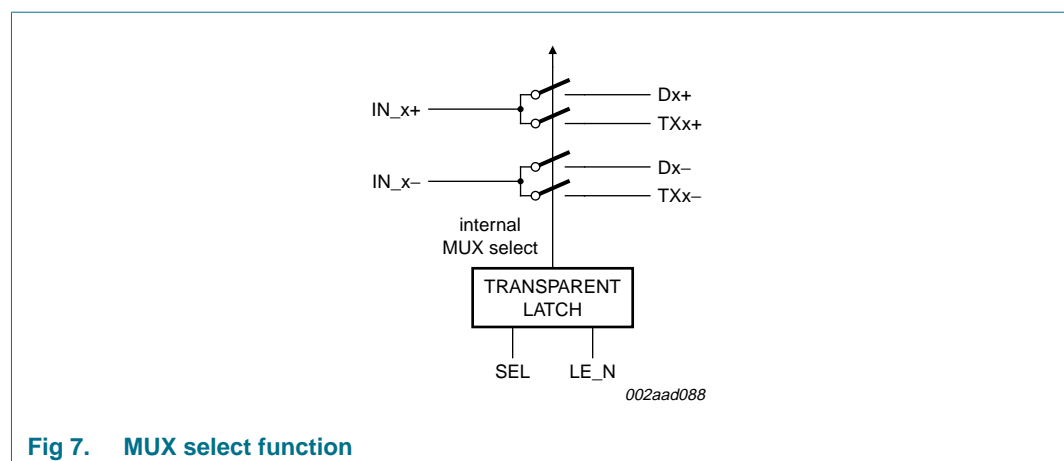 IN_x+
Dx+
TXx+
IN_x−
Dx−
TXx−
internal
MUX select
TRANSPARENT
LATCH
SEL LE_N
002aad088
Fig 7. MUX select function